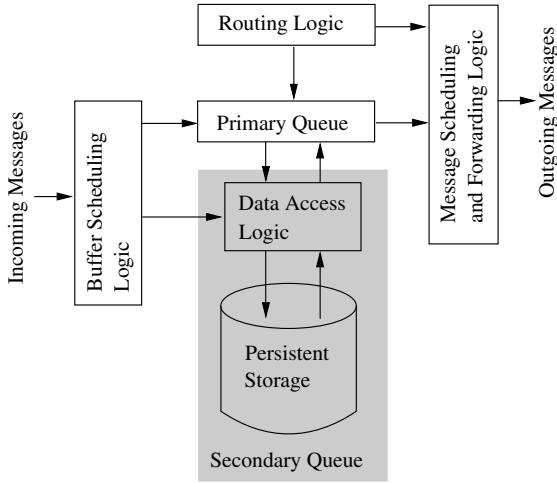 Routing Logic
Incoming Messages
Buffer Scheduling
Logic
Primary Queue
Data Access
Logic
Persistent
Storage
Secondary Queue
Message Scheduling
and Forwarding Logic
Outgoing Messages